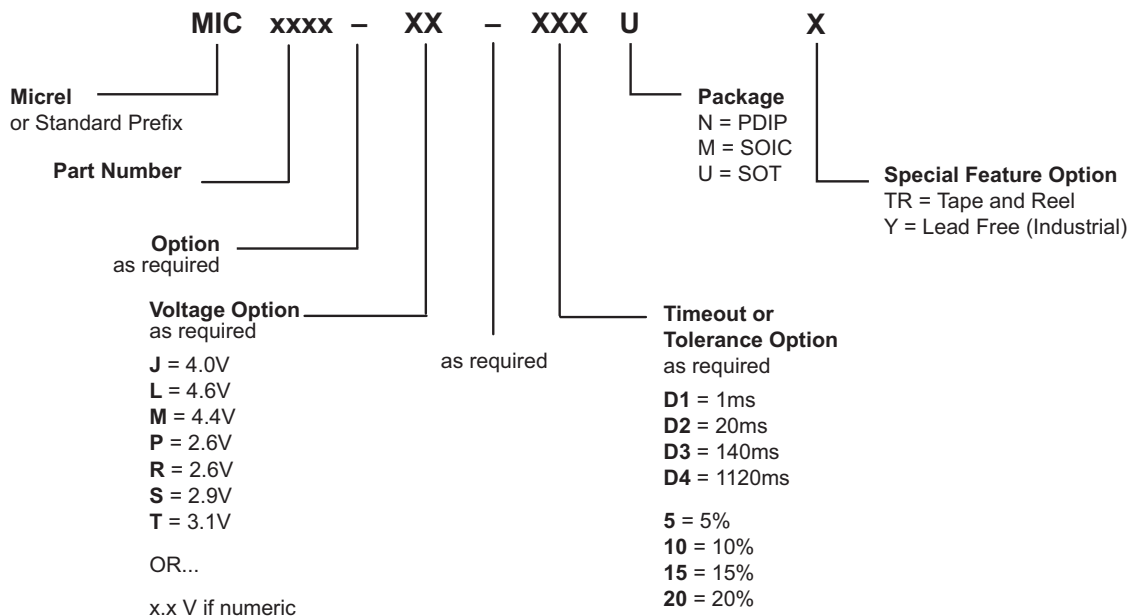 MIC xxxx – XX – XXX U X
Micrel
or Standard Prefix
Part Number
Option
as required
Voltage Option
as required
J = 4.0V
L = 4.6V
M = 4.4V
P = 2.6V
R = 2.6V
S = 2.9V
T = 3.1V
OR...
x.x V if numeric
as required
Timeout or
Tolerance Option
as required
D1 = 1ms
D2 = 20ms
D3 = 140ms
D4 = 1120ms
5 = 5%
10 = 10%
15 = 15%
20 = 20%
Package
N = PDIP
M = SOIC
U = SOT
Special Feature Option
TR = Tape and Reel
Y = Lead Free (Industrial)